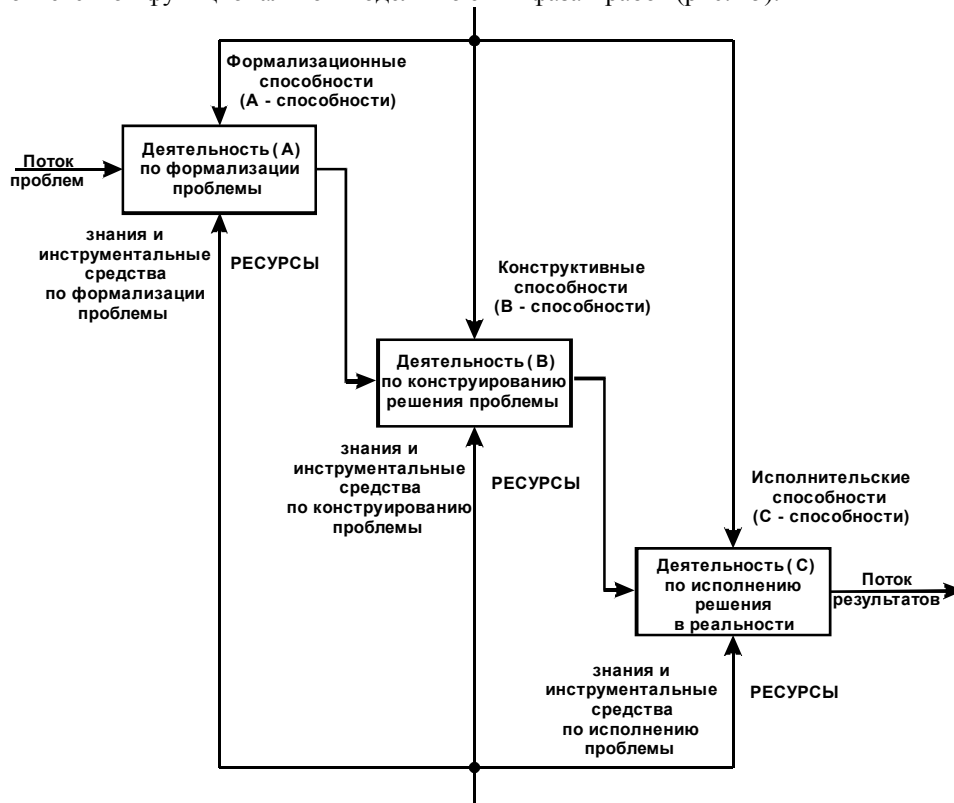 Формализационные
способности
(А - способности)
Деятельность ( А )
по формализации
проблемы
Поток
проблем
знания и
инструментальные
средства
по формализации
проблемы
РЕСУРСЫ
Конструктивные
способности
(В - способности)
Деятельность ( В )
по конструированию
решения проблемы
знания и
инструментальные
средства
по конструированию
проблемы
РЕСУРСЫ
Исполнительские
способности
(С - способности)
Деятельность ( С )
по исполнению
решения
в реальности
Поток
результатов
знания и
инструментальные
средства
по исполнению
проблемы
РЕСУРСЫ